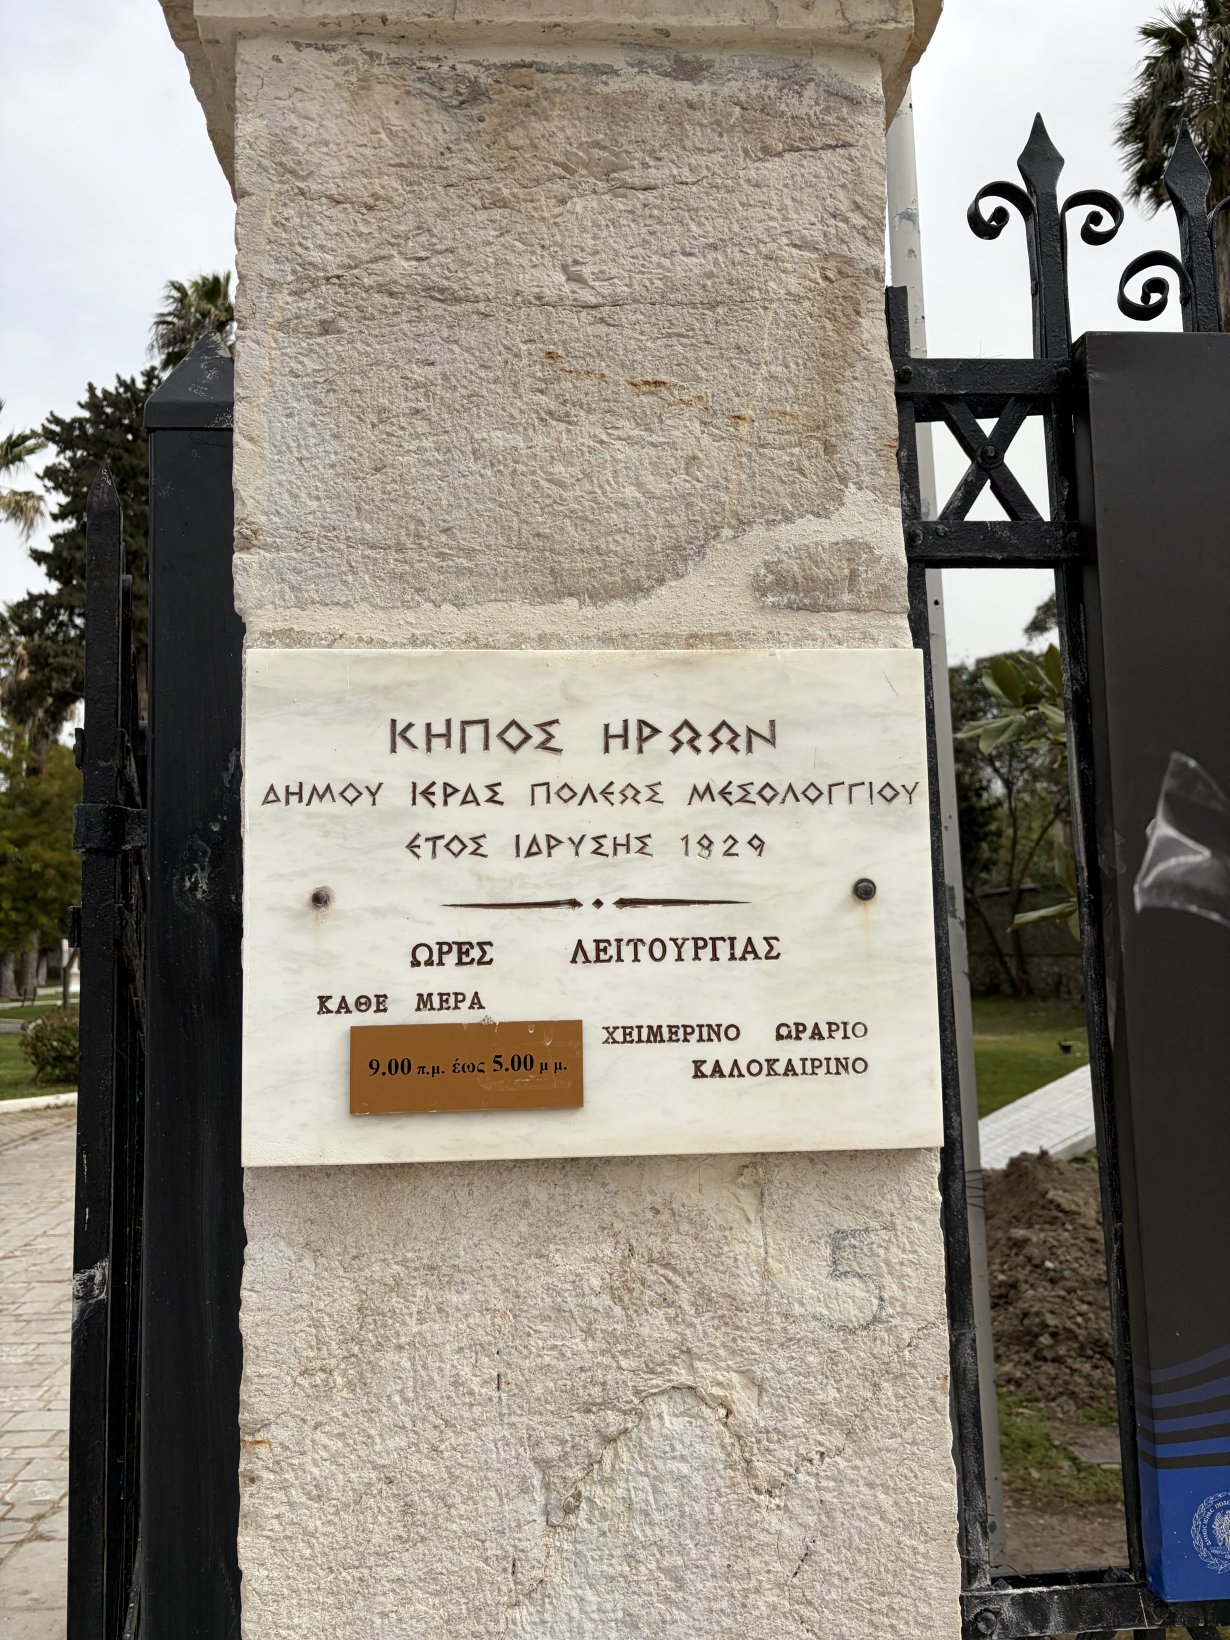 ΚΗΠΟΣ ΗΡΩΩΝ
ΔΗΜΟΥ ΙΕΡΑΣ ΠΟΛΕΩΣ ΜΕΣΟΛΟΓΓΙΟΥ
ΕΤΟΣ ΙΔΡΥΣΗΣ 1829
ΩΡΕΣ ΛΕΙΤΟΥΡΓΙΑΣ
ΚΑΘΕ ΜΕΡΑ
9.00 π.μ. έως 5.00 μ μ.
ΧΕΙΜΕΡΙΝΟ ΩΡΑΡΙΟ
ΚΑΛΟΚΑΙΡΙΝΟ
5